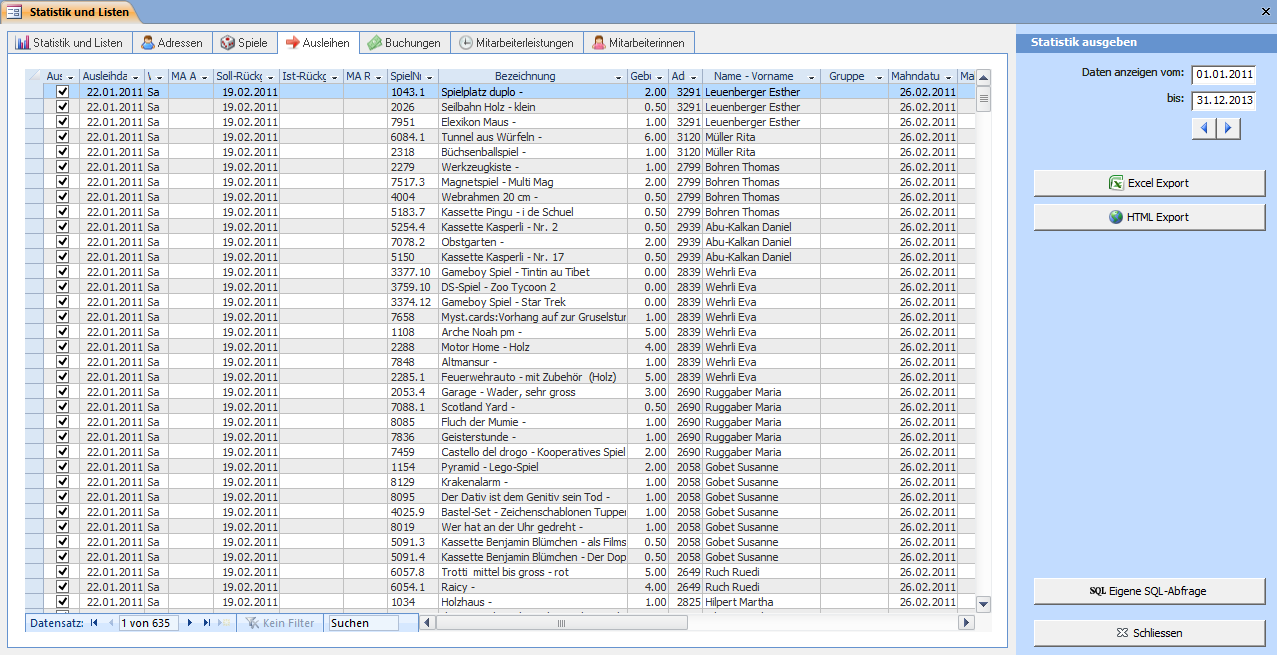 Statistik und Listen
Statistik und Listen Adressen Spiele Ausleihen Buchungen Mitarbeiterleistungen Mitarbeiterinnen
Aus Ausleihda MA A Soll-Rückg Ist-Rückg MA R SpielNr Bezeichnung Gebü Ad Name - Vorname Gruppe Mahndatu Ma
22.01.2011 Sa 19.02.2011 1043.1 Spielplatz duplo - 2.00 3291 Leuenberger Esther 26.02.2011
22.01.2011 Sa 19.02.2011 2026 Seilbahn Holz - klein 0.50 3291 Leuenberger Esther 26.02.2011
22.01.2011 Sa 19.02.2011 7951 Elexikon Maus - 1.00 3291 Leuenberger Esther 26.02.2011
22.01.2011 Sa 19.02.2011 6084.1 Tunnel aus Würfeln - 6.00 3120 Müller Rita 26.02.2011
22.01.2011 Sa 19.02.2011 2318 Büchsenballspiel - 1.00 3120 Müller Rita 26.02.2011
22.01.2011 Sa 19.02.2011 2279 Werkzeugkiste - 1.00 2799 Bohren Thomas 26.02.2011
22.01.2011 Sa 19.02.2011 7517.3 Magnetspiel - Multi Mag 2.00 2799 Bohren Thomas 26.02.2011
22.01.2011 Sa 19.02.2011 4004 Webrahmen 20 cm - 0.50 2799 Bohren Thomas 26.02.2011
22.01.2011 Sa 19.02.2011 5183.7 Kassette Pingu - i de Schuel 0.50 2799 Bohren Thomas 26.02.2011
22.01.2011 Sa 19.02.2011 5254.4 Kassette Kasperli - Nr. 2 0.50 2939 Abu-Kalkan Daniel 26.02.2011
22.01.2011 Sa 19.02.2011 7078.2 Obstgarten - 2.00 2939 Abu-Kalkan Daniel 26.02.2011
22.01.2011 Sa 19.02.2011 5150 Kassette Kasperli - Nr. 17 0.50 2939 Abu-Kalkan Daniel 26.02.2011
22.01.2011 Sa 19.02.2011 3377.10 Gameboy Spiel - Tintin au Tibet 0.00 2839 Wehrli Eva 26.02.2011
22.01.2011 Sa 19.02.2011 3759.10 DS-Spiel - Zoo Tycoon 2 0.00 2839 Wehrli Eva 26.02.2011
22.01.2011 Sa 19.02.2011 3374.12 Gameboy Spiel - Star Trek 0.00 2839 Wehrli Eva 26.02.2011
22.01.2011 Sa 19.02.2011 7658 Myst.cards:Vorhang auf zur Gruselstur 1.00 2839 Wehrli Eva 26.02.2011
22.01.2011 Sa 19.02.2011 1108 Arche Noah pm - 5.00 2839 Wehrli Eva 26.02.2011
22.01.2011 Sa 19.02.2011 2288 Motor Home - Holz 4.00 2839 Wehrli Eva 26.02.2011
22.01.2011 Sa 19.02.2011 7848 Altmansur - 1.00 2839 Wehrli Eva 26.02.2011
22.01.2011 Sa 19.02.2011 2285.1 Feuerwehrauto - mit Zubehör (Holz) 5.00 2839 Wehrli Eva 26.02.2011
22.01.2011 Sa 19.02.2011 2053.4 Garage - Wader, sehr gross 3.00 2690 Ruggaber Maria 26.02.2011
22.01.2011 Sa 19.02.2011 7088.1 Scotland Yard - 0.50 2690 Ruggaber Maria 26.02.2011
22.01.2011 Sa 19.02.2011 8085 Fluch der Mumie - 1.00 2690 Ruggaber Maria 26.02.2011
22.01.2011 Sa 19.02.2011 7836 Geisterstunde - 1.00 2690 Ruggaber Maria 26.02.2011
22.01.2011 Sa 19.02.2011 7459 Castello del drogo - Kooperatives Spiel 2.00 2690 Ruggaber Maria 26.02.2011
22.01.2011 Sa 19.02.2011 1154 Pyramid - Lego-Spiel 2.00 2058 Gobet Susanne 26.02.2011
22.01.2011 Sa 19.02.2011 8129 Krakenalarm - 1.00 2058 Gobet Susanne 26.02.2011
22.01.2011 Sa 19.02.2011 8095 Der Dativ ist dem Genitiv sein Tod - 1.00 2058 Gobet Susanne 26.02.2011
22.01.2011 Sa 19.02.2011 4025.9 Bastel-Set - Zeichenschablonen Tupper 1.00 2058 Gobet Susanne 26.02.2011
22.01.2011 Sa 19.02.2011 8019 Wer hat an der Uhr gedreht - 1.00 2058 Gobet Susanne 26.02.2011
22.01.2011 Sa 19.02.2011 5091.3 Kassette Benjamin Blümchen - als Films 0.50 2058 Gobet Susanne 26.02.2011
22.01.2011 Sa 19.02.2011 5091.4 Kassette Benjamin Blümchen - Der Dop 0.50 2058 Gobet Susanne 26.02.2011
22.01.2011 Sa 19.02.2011 6057.8 Trotti mittel bis gross - rot 5.00 2649 Ruch Ruedi 26.02.2011
22.01.2011 Sa 19.02.2011 6054.1 Raicy - 4.00 2649 Ruch Ruedi 26.02.2011
22.01.2011 Sa 19.02.2011 1034 Holzhaus - 1.00 2825 Hilpert Martha 26.02.2011
Datensatz: 1 von 635 Kein Filter Suchen
Statistik ausgeben
Daten anzeigen vom: 01.01.2011
bis: 31.12.2013
Excel Export
HTML Export
SQL Eigene SQL-Abfrage
Schliessen